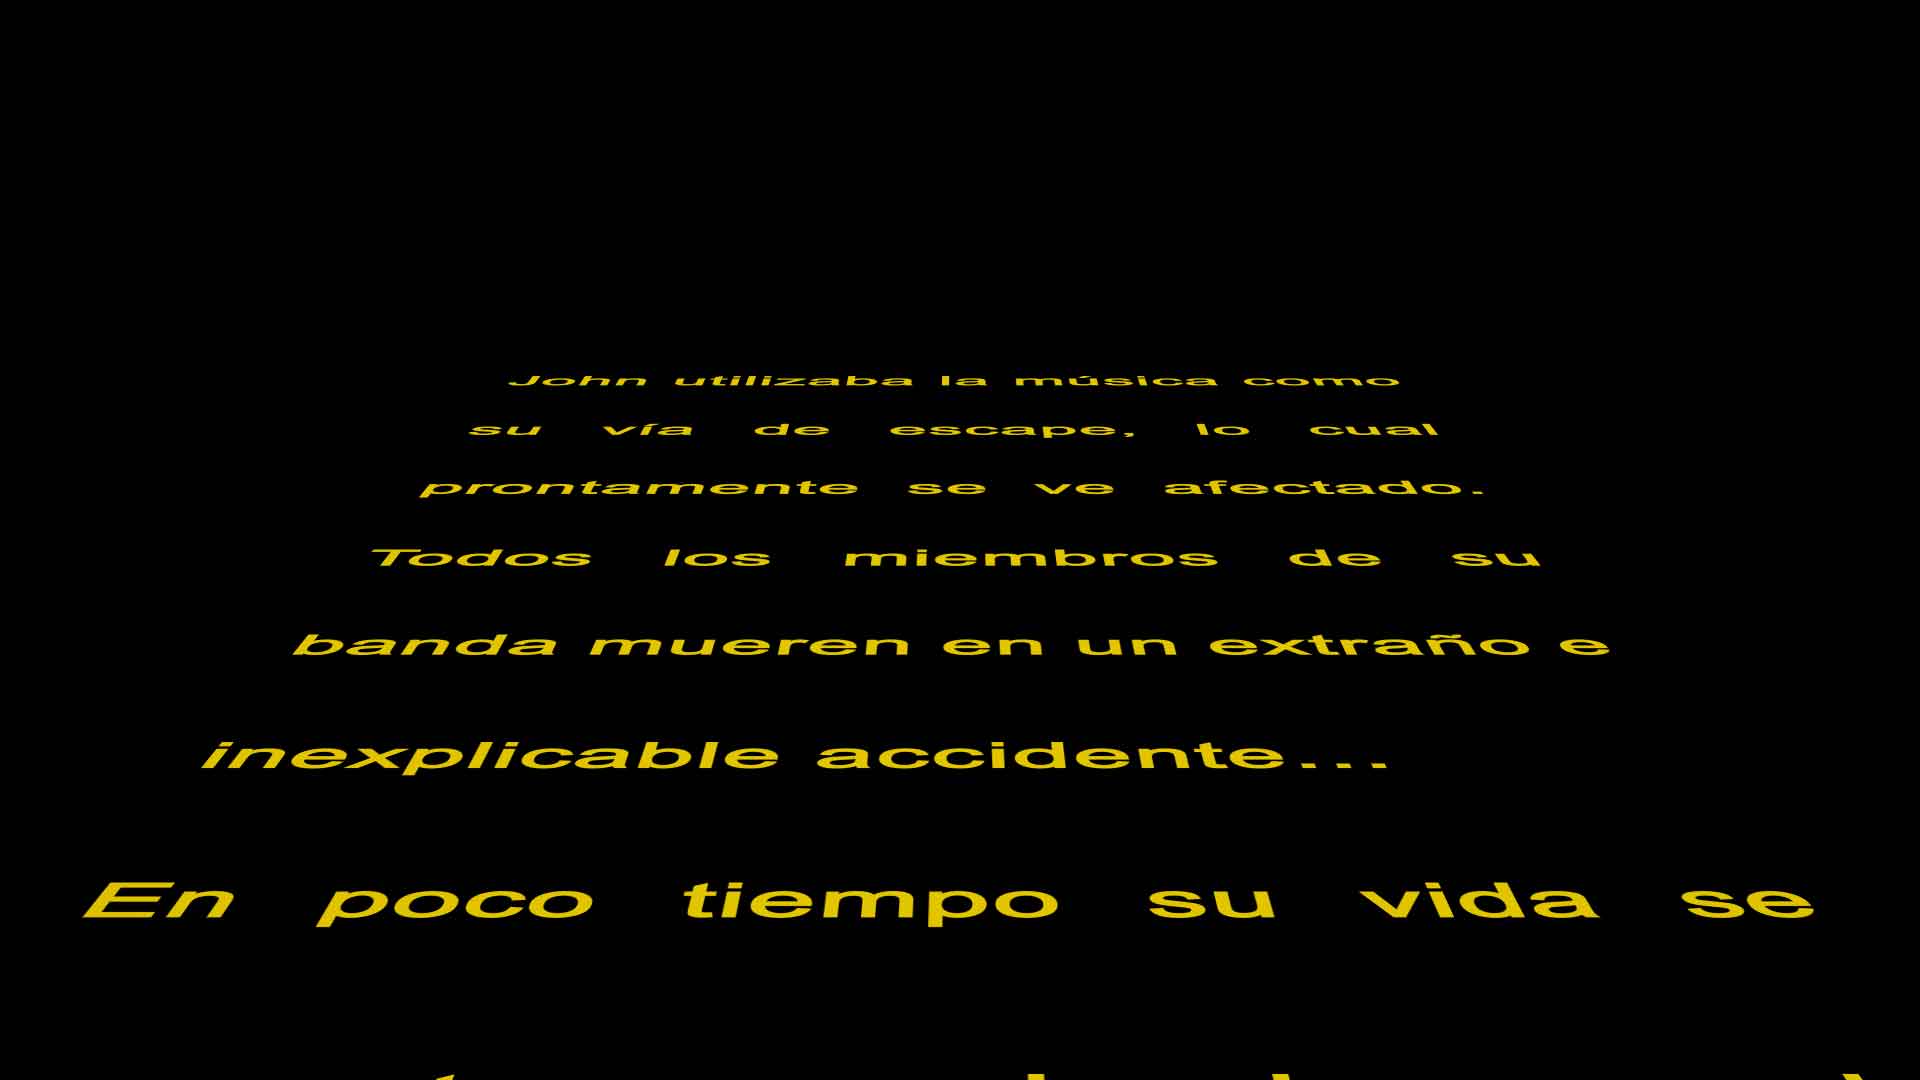 John utilizaba la música como
su vía de escape, lo cual
prontamente se ve afectado.
Todos los miembros de su
banda mueren en un extraño e
inexplicable accidente...
En poco tiempo su vida se